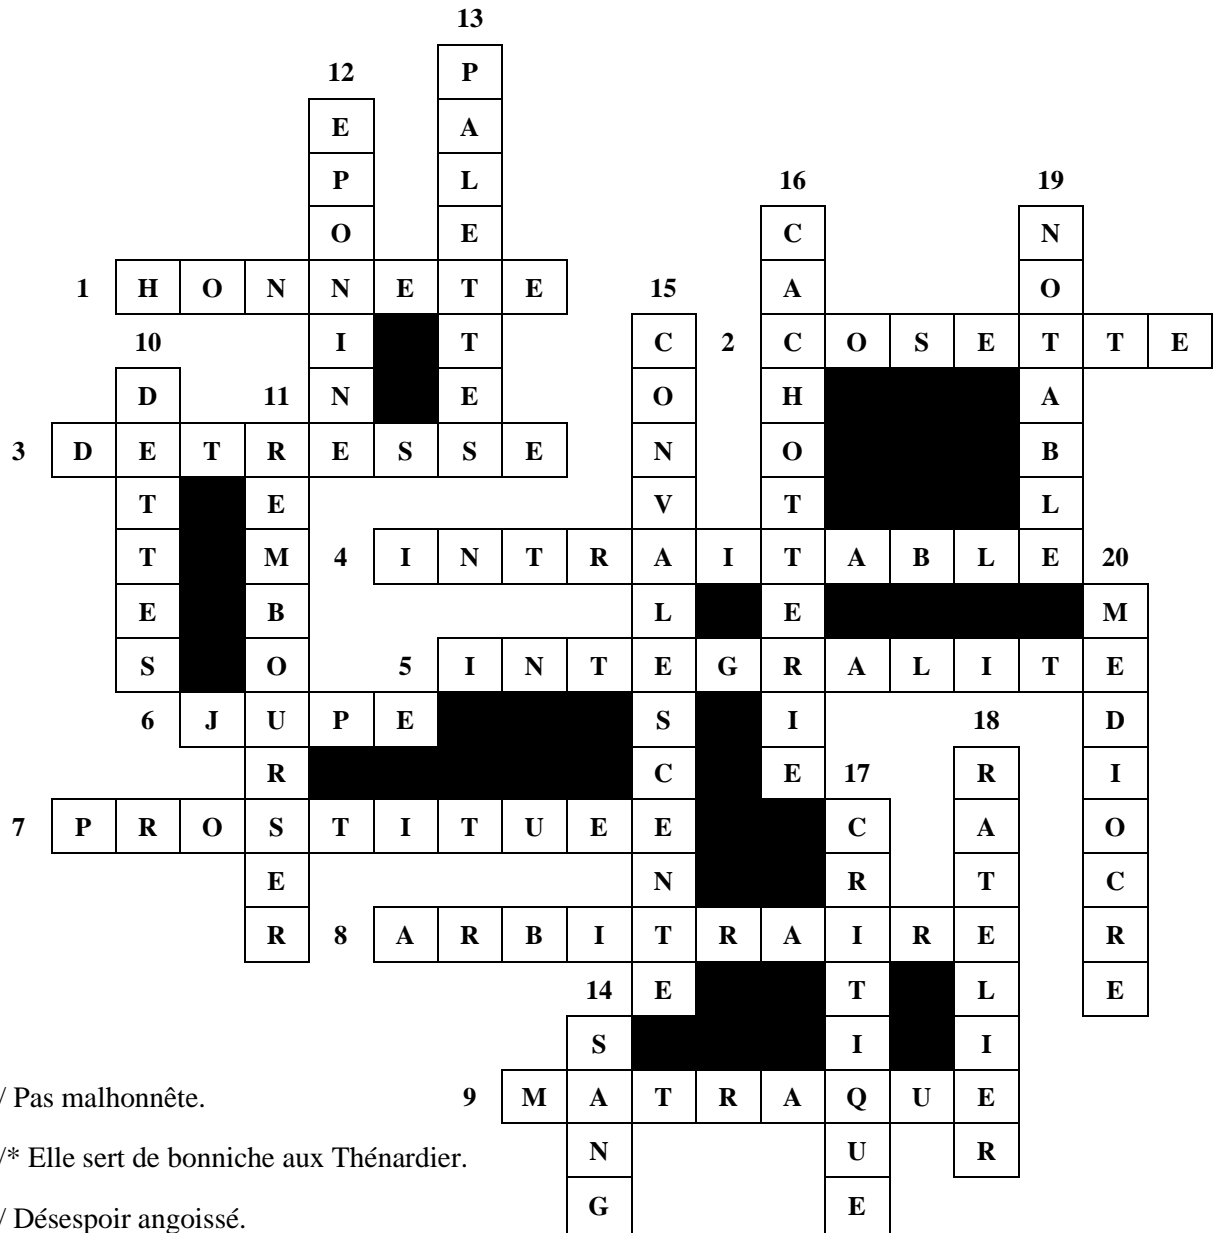 13
12 P
E A
P L 16 19
O E C N
1 H O N N E T E 15 A O
10 I T C 2 C O S E T T E
D 11 N E O H A
3 D E T R E S S E N O B
T E V T L
T M 4 I N T R A I T A B L E 20
E B L E M
S O 5 I N T E G R A L I T E
6 J U P E S I 18 D
R C E 17 R I
7 P R O S T I T U E E C A O
E N R T C
R 8 A R B I T R A I R E R
14 E T L E
S I I
/ Pas malhonnête. 9 M A T R A Q U E
/* Elle sert de bonniche aux Thénardier. N U R
/ Désespoir angoissé. G E